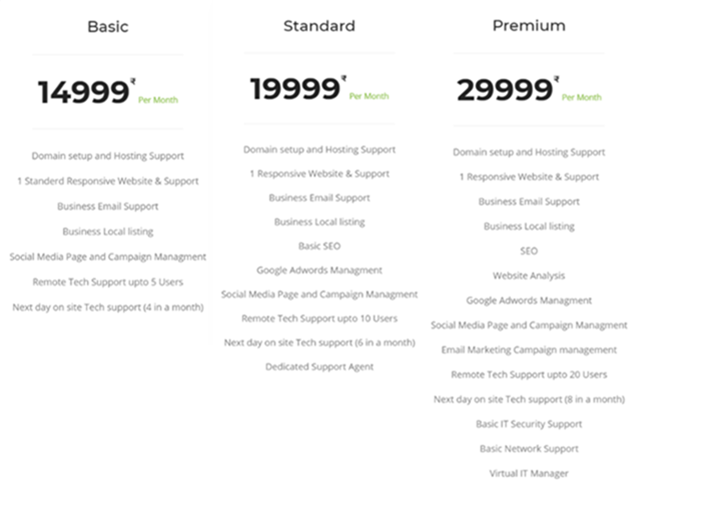 Basic
14999₹ Per Month
Domain setup and Hosting Support
1 Standerd Responsive Website & Support
Business Email Support
Business Local listing
Social Media Page and Campaign Managment
Remote Tech Support upto 5 Users
Next day on site Tech support (4 in a month)
Standard
19999₹ Per Month
Domain setup and Hosting Support
1 Responsive Website & Support
Business Email Support
Business Local listing
Basic SEO
Google Adwords Managment
Social Media Page and Campaign Managment
Remote Tech Support upto 10 Users
Next day on site Tech support (6 in a month)
Dedicated Support Agent
Premium
29999₹ Per Month
Domain setup and Hosting Support
1 Responsive Website & Support
Business Email Support
Business Local listing
SEO
Website Analysis
Google Adwords Managment
Social Media Page and Campaign Managment
Email Marketing Campaign management
Remote Tech Support upto 20 Users
Next day on site Tech support (8 in a month)
Basic IT Security Support
Basic Network Support
Virtual IT Manager